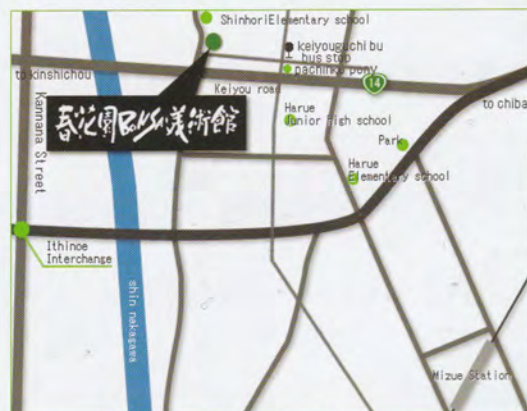 ShinhoriElementary school
keiyouguchi bu
bus stop
pachinko pony
to kinshichou
Keiyou road
14
to chiba
Kannana Street
春花園BONSAI美術館
Harue
Junior High school
Park
Harue
Elementary school
Ithinoe
Interchange
shin nakagawa
Mizue Station